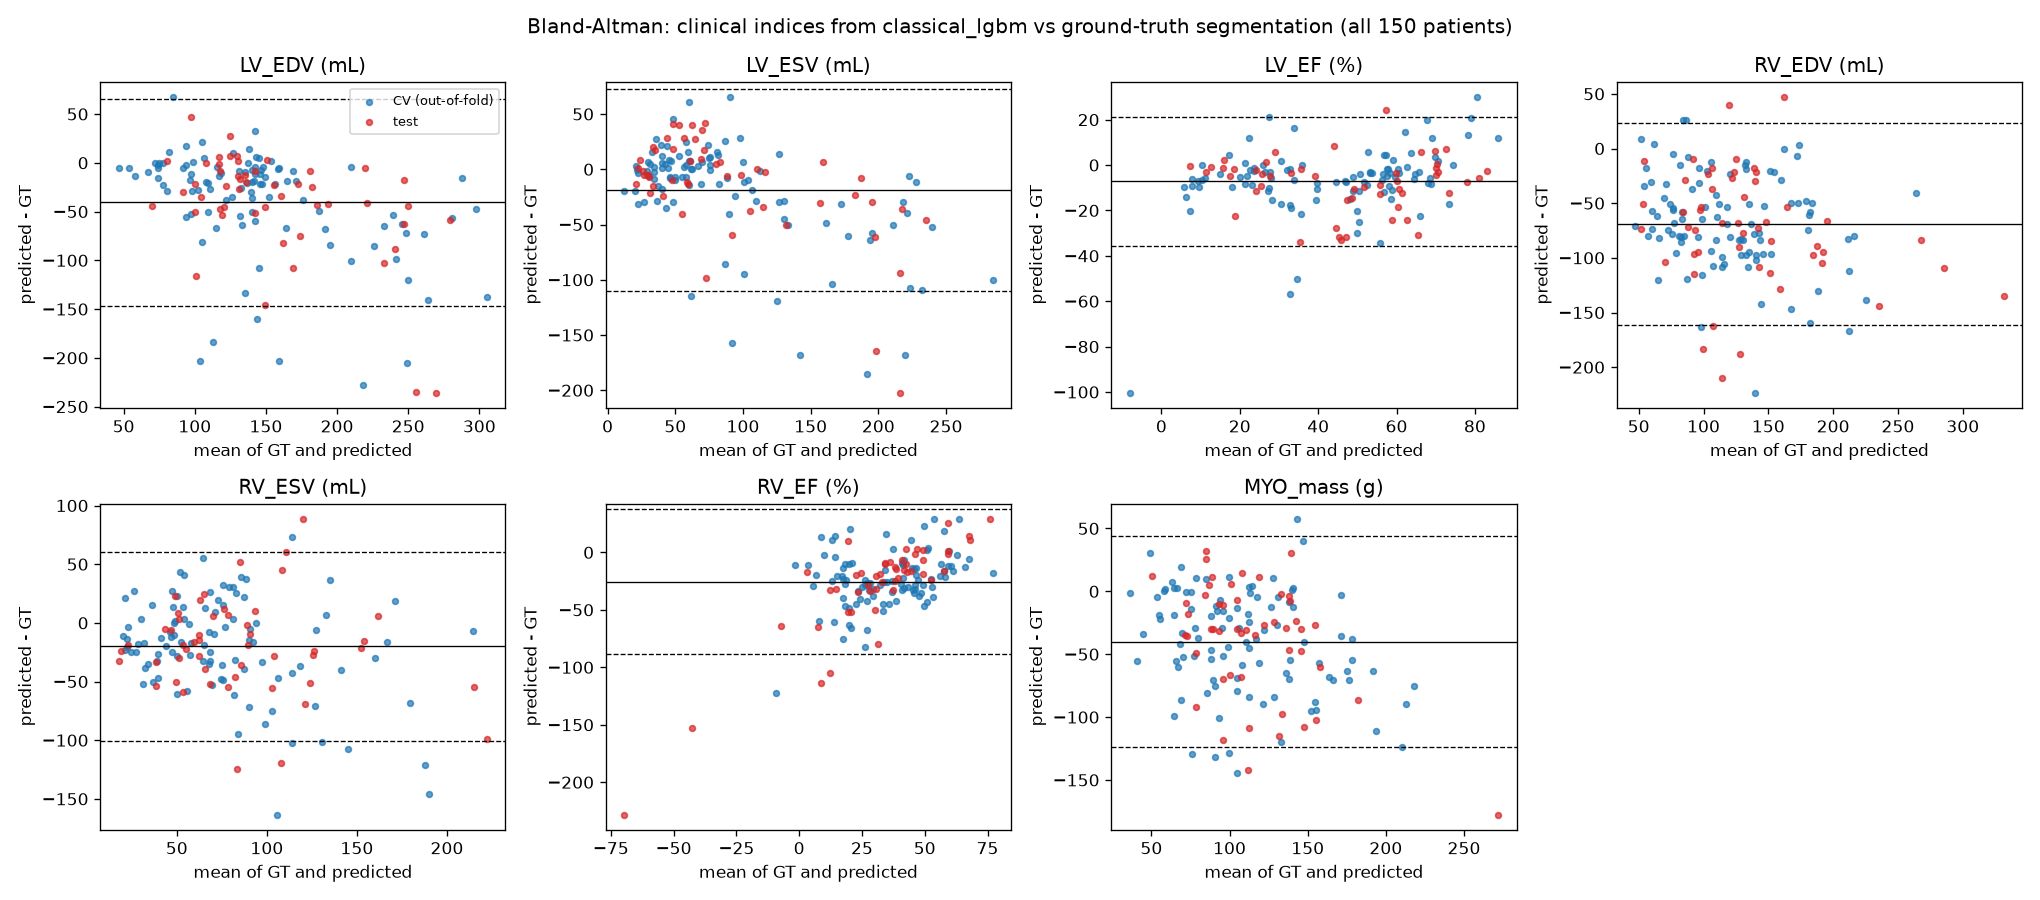 Bland-Altman: clinical indices from classical_lgbm vs ground-truth segmentation (all 150 patients)
LV_EDV (mL)
CV (out-of-fold)
test
50
0
−50
−100
−150
−200
−250
predicted - GT
50 100 150 200 250 300
mean of GT and predicted
LV_ESV (mL)
50
0
−50
−100
−150
−200
predicted - GT
0 50 100 150 200 250
mean of GT and predicted
LV_EF (%)
20
0
−20
−40
−60
−80
−100
predicted - GT
0 20 40 60 80
mean of GT and predicted
RV_EDV (mL)
50
0
−50
−100
−150
−200
predicted - GT
50 100 150 200 250 300
mean of GT and predicted
RV_ESV (mL)
100
50
0
−50
−100
−150
predicted - GT
50 100 150 200
mean of GT and predicted
RV_EF (%)
0
−50
−100
−150
−200
predicted - GT
−75 −50 −25 0 25 50 75
mean of GT and predicted
MYO_mass (g)
50
0
−50
−100
−150
predicted - GT
50 100 150 200 250
mean of GT and predicted